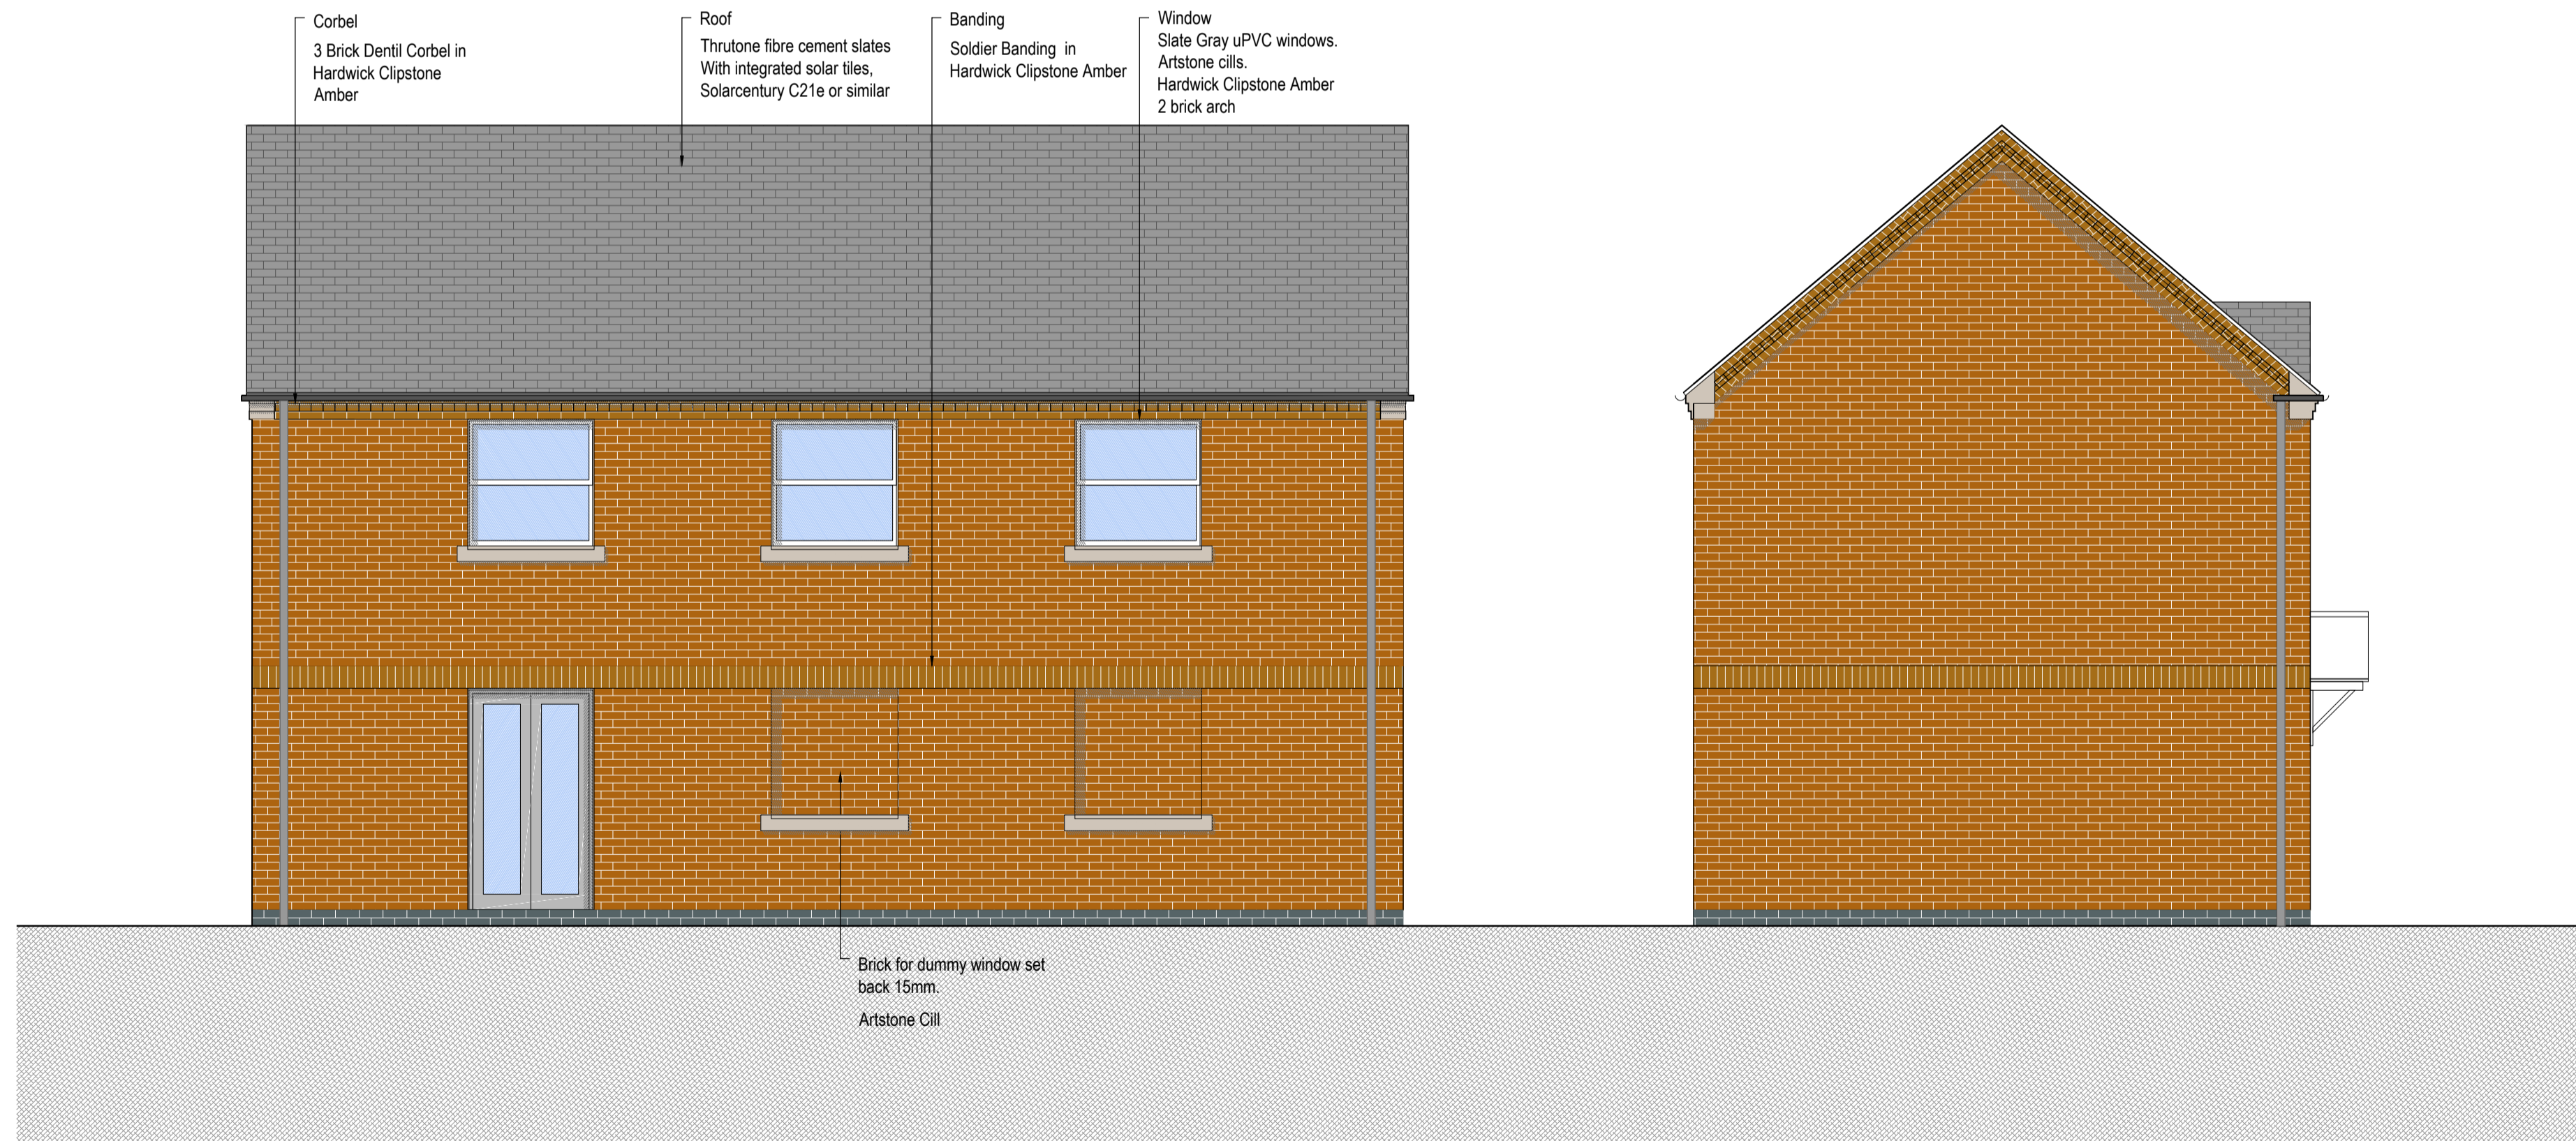 Corbel
3 Brick Dentil Corbel in
Hardwick Clipstone
Amber
Roof
Thrutone fibre cement slates
With integrated solar tiles,
Solarcentury C21e or similar
Banding
Soldier Banding in
Hardwick Clipstone Amber
Window
Slate Gray uPVC windows.
Artstone cills.
Hardwick Clipstone Amber
2 brick arch
Brick for dummy window set
back 15mm.
Artstone Cill